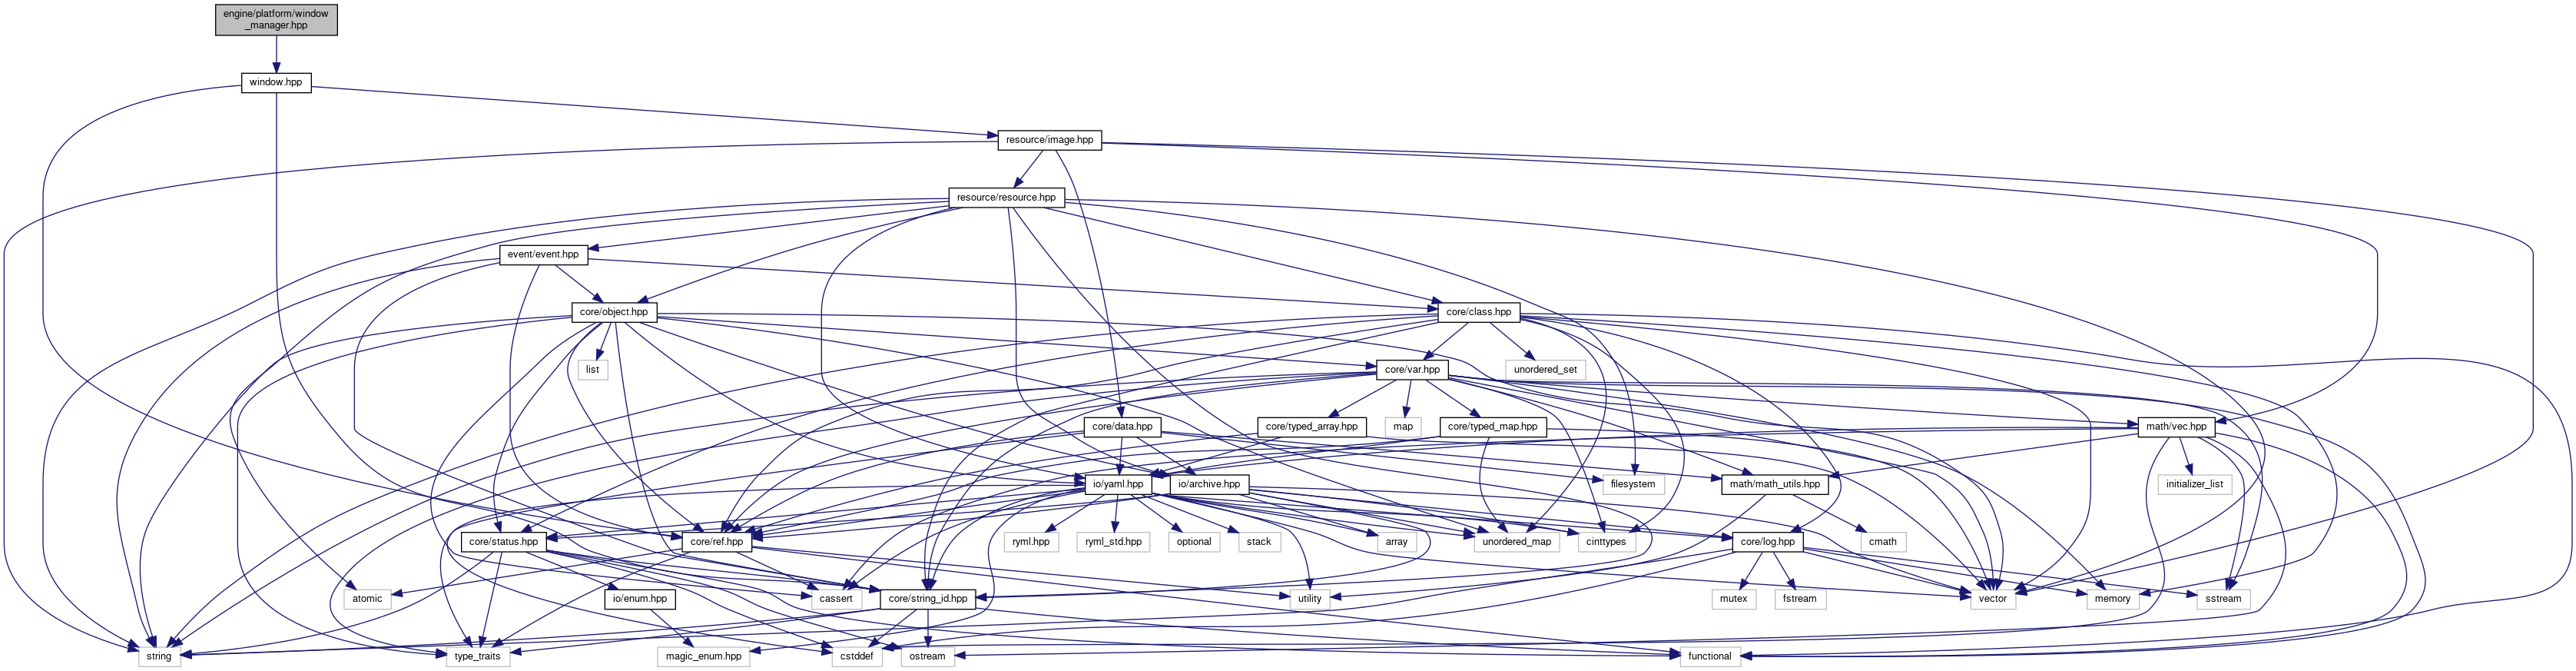 engine/platform/window
_manager.hpp
window.hpp
resource/image.hpp
resource/resource.hpp
event/event.hpp
core/object.hpp
core/class.hpp
list
core/var.hpp
unordered_set
core/data.hpp
core/typed_array.hpp
map
core/typed_map.hpp
math/vec.hpp
io/yaml.hpp
io/archive.hpp
filesystem
math/math_utils.hpp
initializer_list
core/status.hpp
core/ref.hpp
ryml.hpp
ryml_std.hpp
optional
stack
array
unordered_map
cinttypes
core/log.hpp
cmath
atomic
io/enum.hpp
cassert
core/string_id.hpp
utility
mutex
fstream
vector
memory
sstream
string
type_traits
magic_enum.hpp
cstddef
ostream
functional